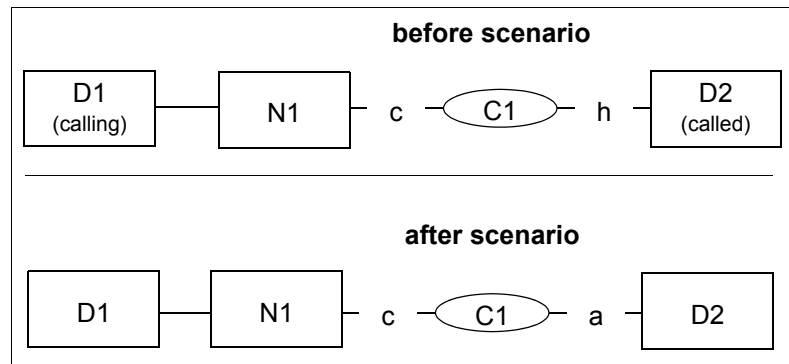 before scenario
D1
(calling)
N1
c
C1
h
D2
(called)
after scenario
D1
N1
c
C1
a
D2